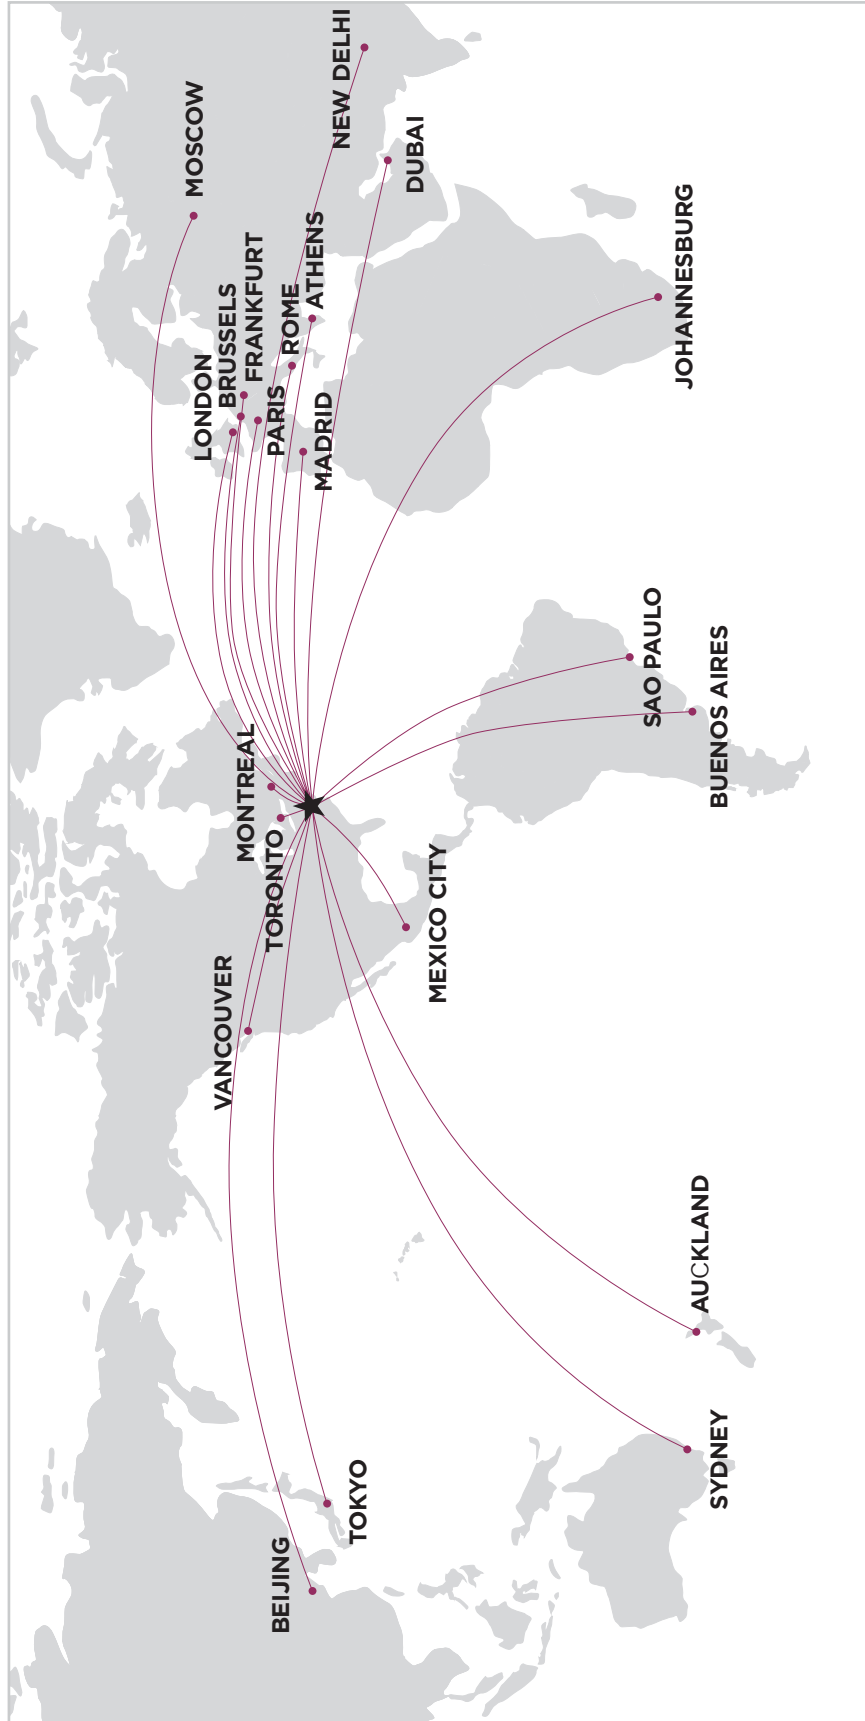 BEIJING
TOKYO
SYDNEY
AUCKLAND
VANCOUVER
TORONTO
MONTREAL
MEXICO CITY
BUENOS AIRES
SAO PAULO
LONDON
BRUSSELS
FRANKFURT
PARIS
ROME
ATHENS
MADRID
MOSCOW
NEW DELHI
DUBAI
JOHANNESBURG